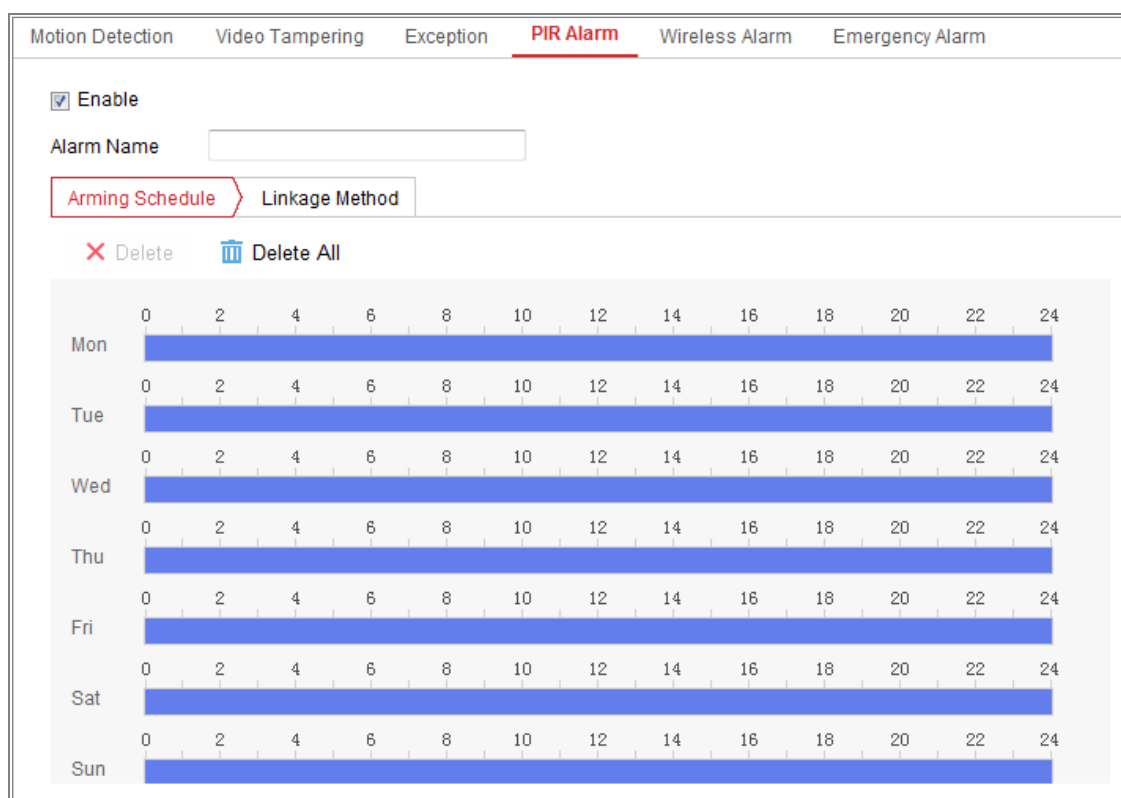 Motion Detection Video Tampering Exception PIR Alarm Wireless Alarm Emergency Alarm
Enable
Alarm Name
Arming Schedule Linkage Method
Delete Delete All
0 2 4 6 8 10 12 14 16 18 20 22 24
Mon
0 2 4 6 8 10 12 14 16 18 20 22 24
Tue
0 2 4 6 8 10 12 14 16 18 20 22 24
Wed
0 2 4 6 8 10 12 14 16 18 20 22 24
Thu
0 2 4 6 8 10 12 14 16 18 20 22 24
Fri
0 2 4 6 8 10 12 14 16 18 20 22 24
Sat
0 2 4 6 8 10 12 14 16 18 20 22 24
Sun